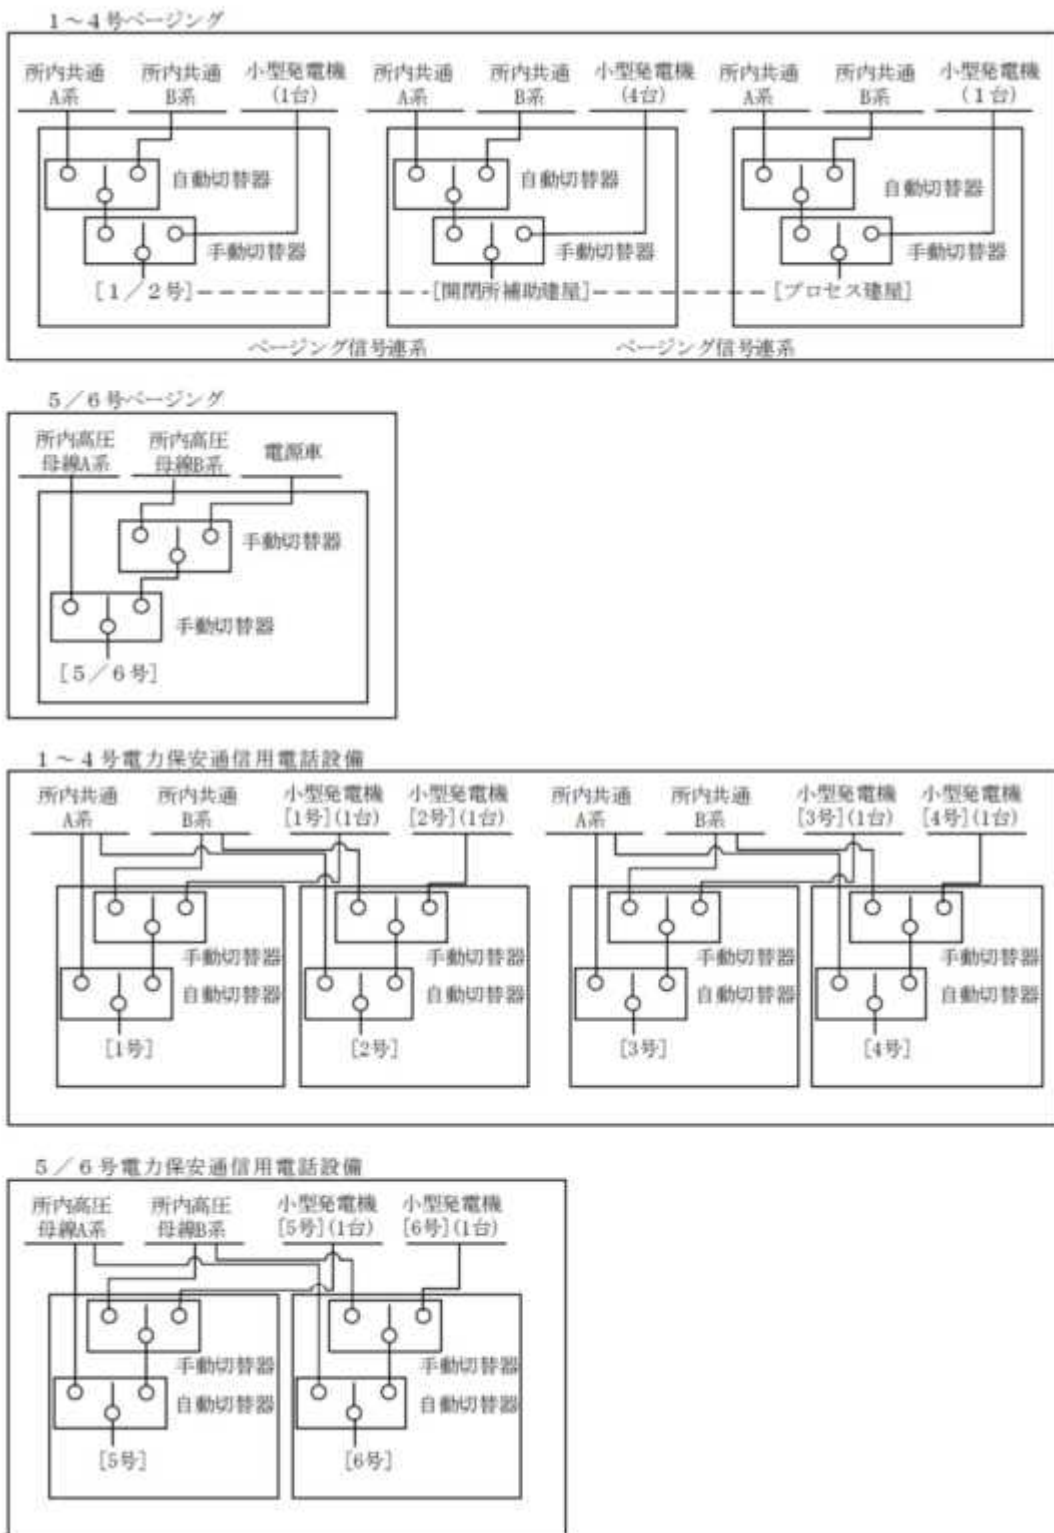 1～4号ページング
所内共通 所内共通 小型発電機 所内共通 所内共通 小型発電機 所内共通 所内共通 小型発電機
A系 B系 (1台) A系 B系 (4台) A系 B系 (1台)
自動切替器 自動切替器 自動切替器
手動切替器 手動切替器 手動切替器
[1／2号] [開閉所補助建屋] [プロセス建屋]
ページング信号連系 ページング信号連系
5／6号ページング
所内高圧 所内高圧 電源車
母線A系 母線B系
手動切替器
手動切替器
[5／6号]
1～4号電力保安通信用電話設備
所内共通 所内共通 小型発電機 小型発電機 所内共通 所内共通 小型発電機 小型発電機
A系 B系 [1号](1台) [2号](1台) A系 B系 [3号](1台) [4号](1台)
手動切替器 手動切替器 手動切替器 手動切替器
自動切替器 自動切替器 自動切替器 自動切替器
[1号] [2号] [3号] [4号]
5／6号電力保安通信用電話設備
所内高圧 所内高圧 小型発電機 小型発電機
母線A系 母線B系 [5号](1台) [6号](1台)
手動切替器 手動切替器
自動切替器 自動切替器
[5号] [6号]